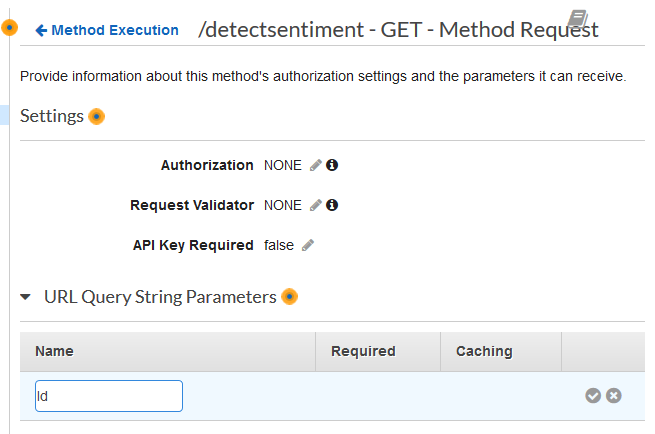 Method Execution /detectsentiment - GET - Method Request
Provide information about this method's authorization settings and the parameters it can receive.
Settings
Authorization NONE
Request Validator NONE
API Key Required false
URL Query String Parameters
Name Required Caching
Id